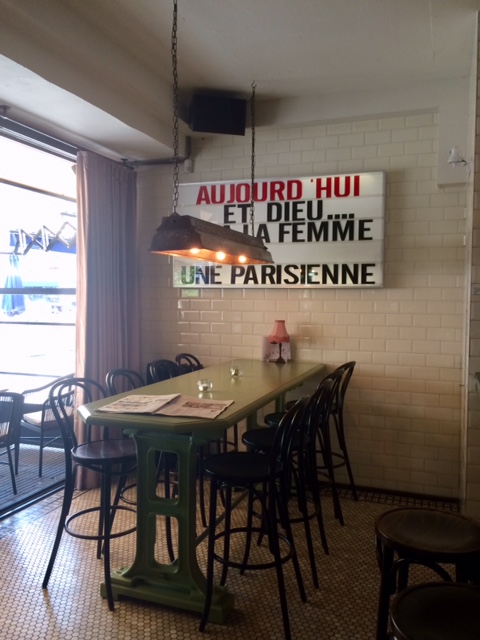 AUJOURD'HUI
ET DIEU....
LA FEMME
UNE PARISIENNE